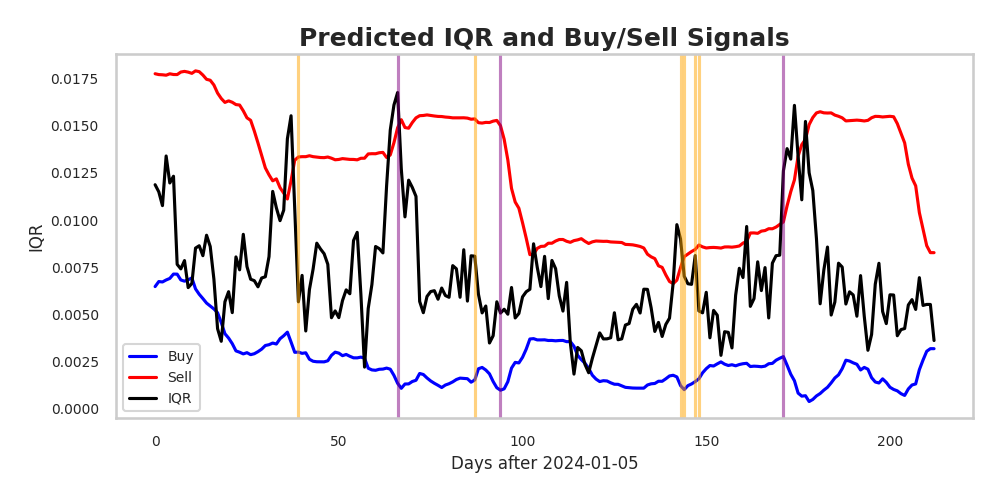 Predicted IQR and Buy/Sell Signals
IQR
0.0175
0.0150
0.0125
0.0100
0.0075
0.0050
0.0025
0.0000
Buy
Sell
IQR
0 50 100 150 200
Days after 2024-01-05